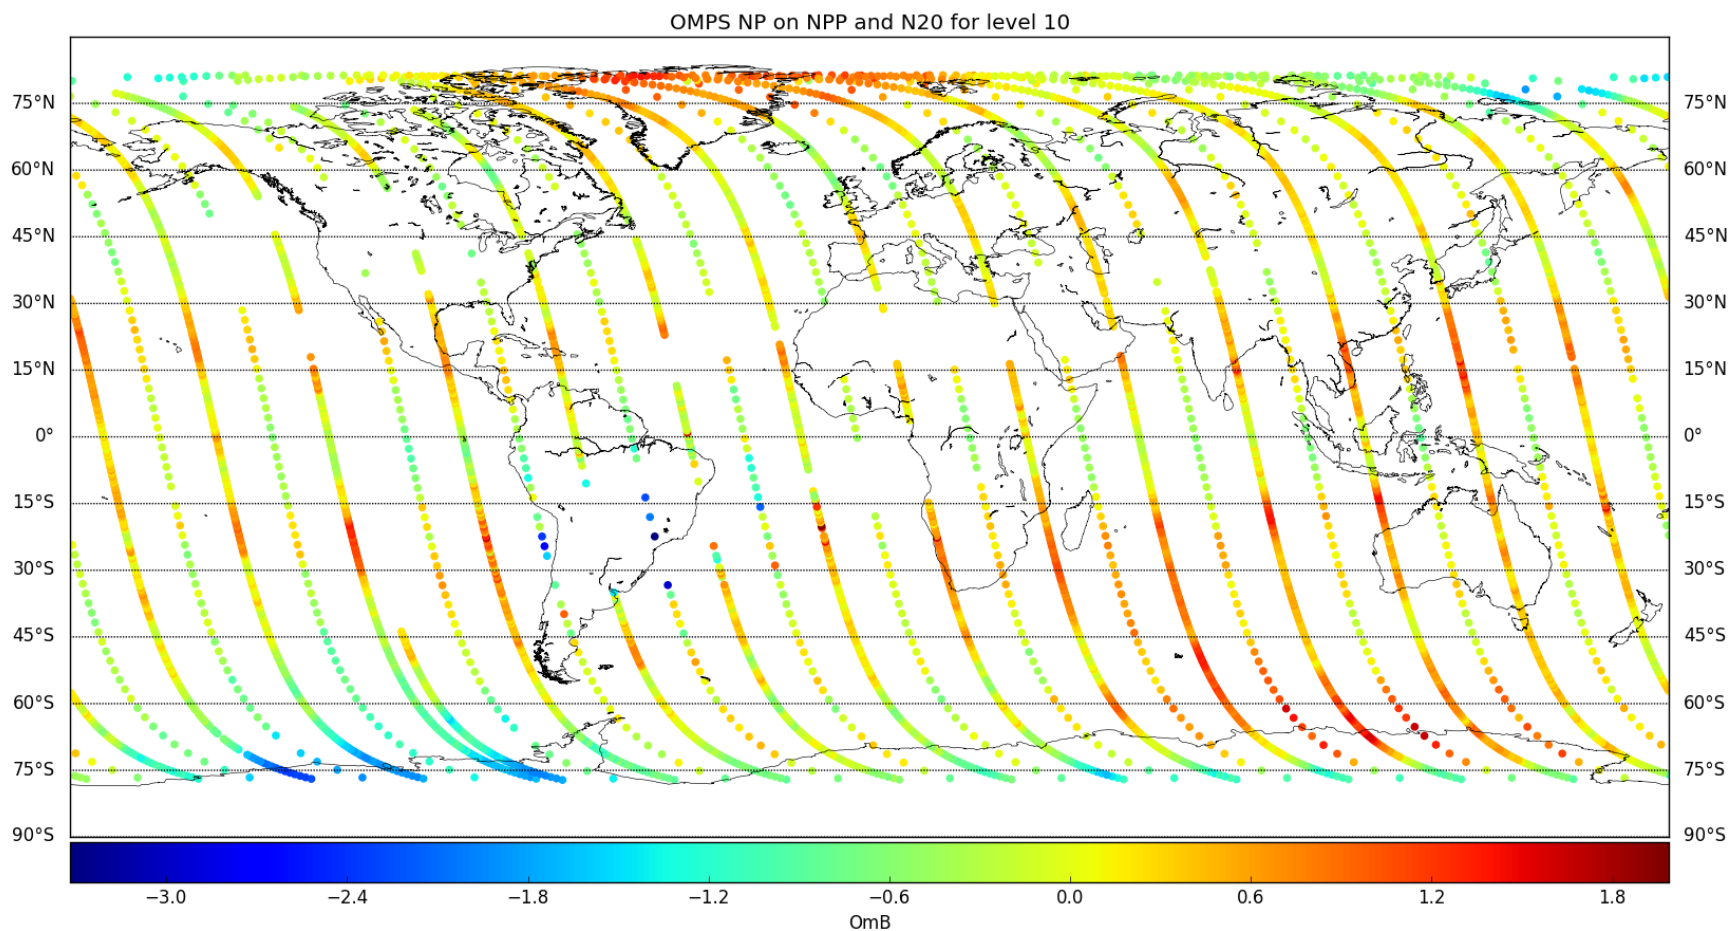 OMPS NP on NPP and N20 for level 10
75°N 75°N
60°N 60°N
45°N 45°N
30°N 30°N
15°N 15°N
0° 0°
15°S 15°S
30°S 30°S
45°S 45°S
60°S 60°S
75°S 75°S
90°S 90°S
−3.0 −2.4 −1.8 −1.2 −0.6 0.0 0.6 1.2 1.8
OmB